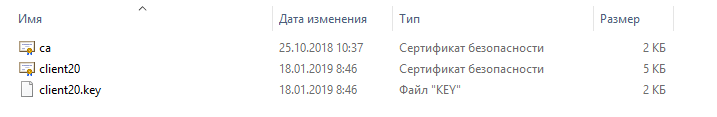 Имя Дата изменения Тип Размер
ca 25.10.2018 10:37 Сертификат безопасности 2 КБ
client20 18.01.2019 8:46 Сертификат безопасности 5 КБ
client20.key 18.01.2019 8:46 Файл "KEY" 2 КБ